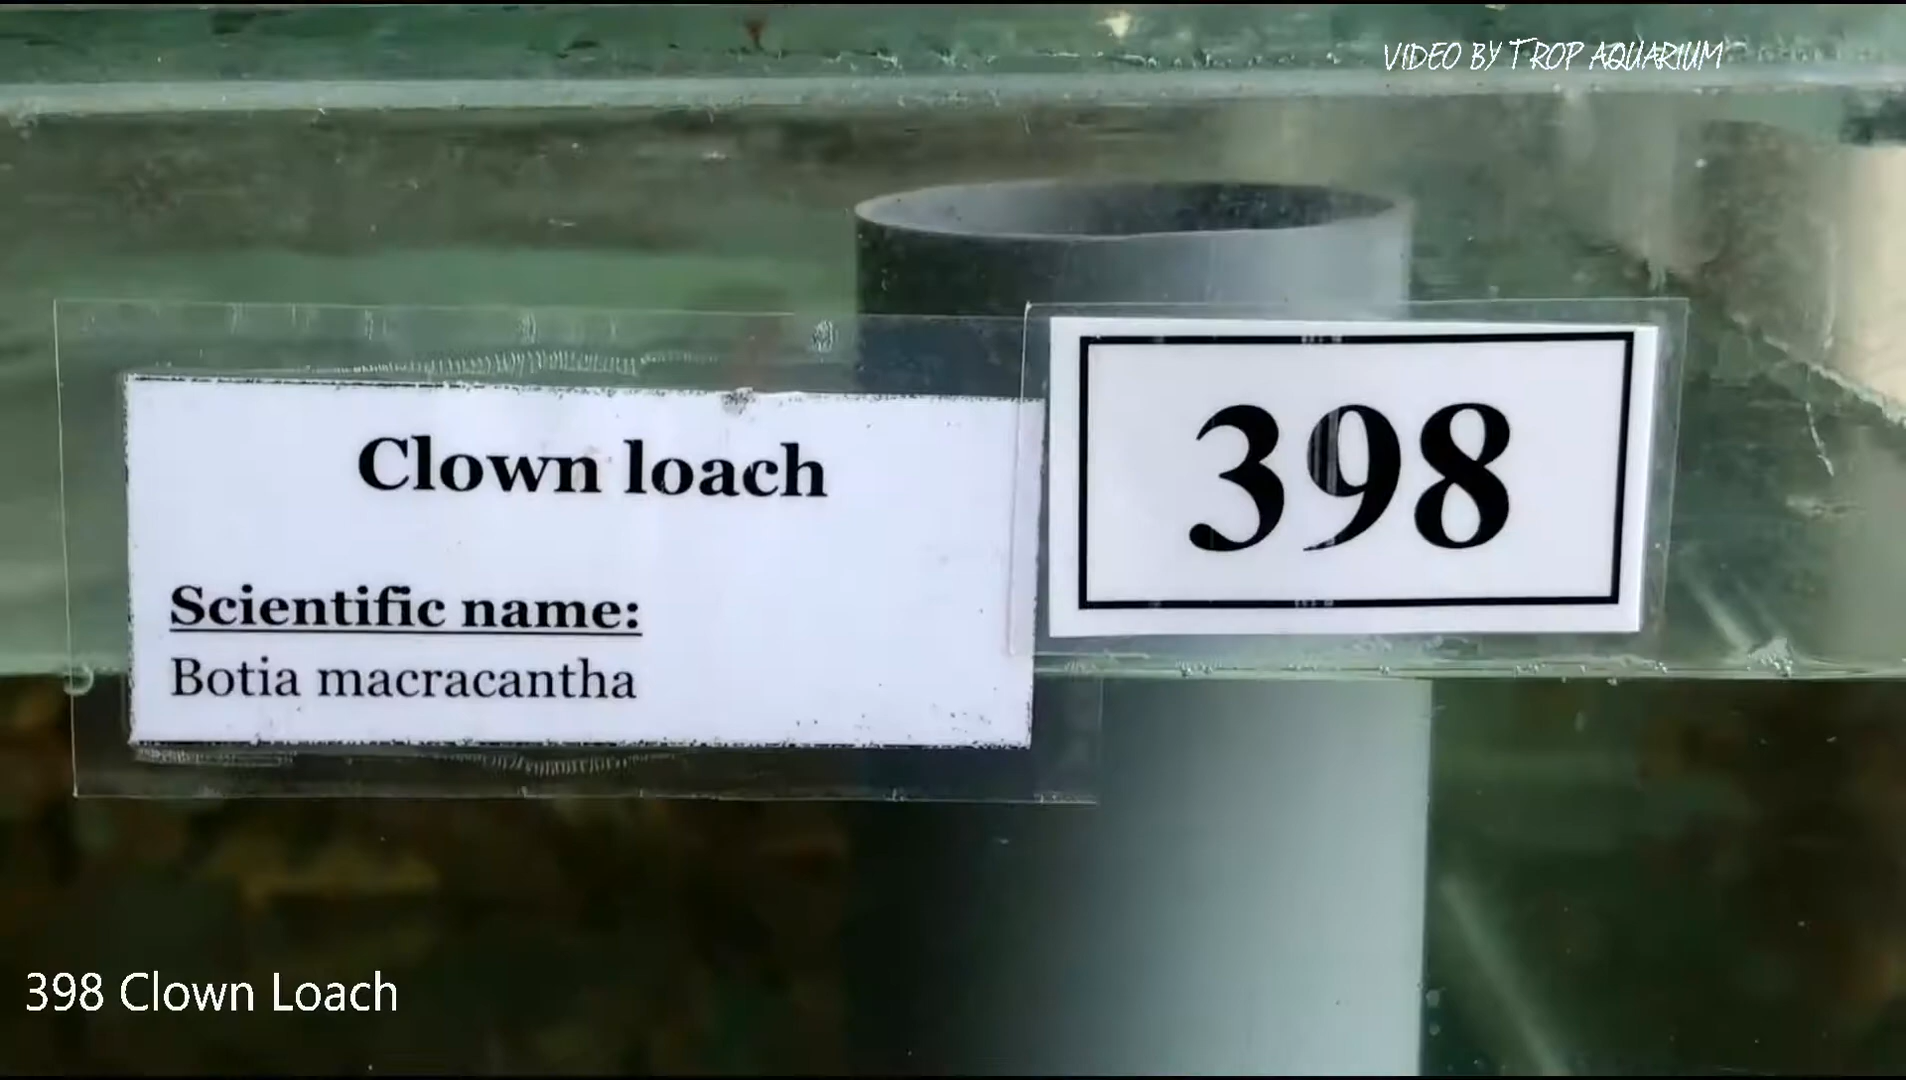 VIDEO BY TROP AQUARIUM
Clown loach
398
Scientific name:
Botia macracantha
398 Clown Loach